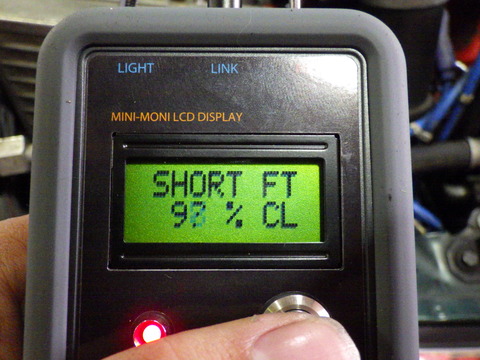 LIGHT LINK
MINI-MONI LCD DISPLAY
SHORT FT
% CL